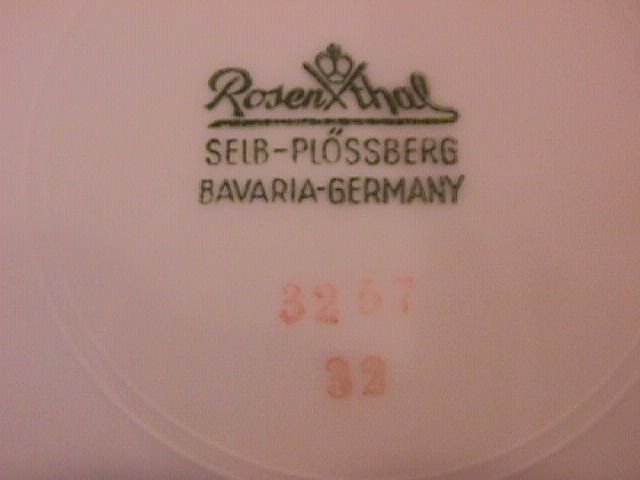 Rosenthal
SELB-PLÖSSBERG
BAVARIA-GERMANY
3257
32